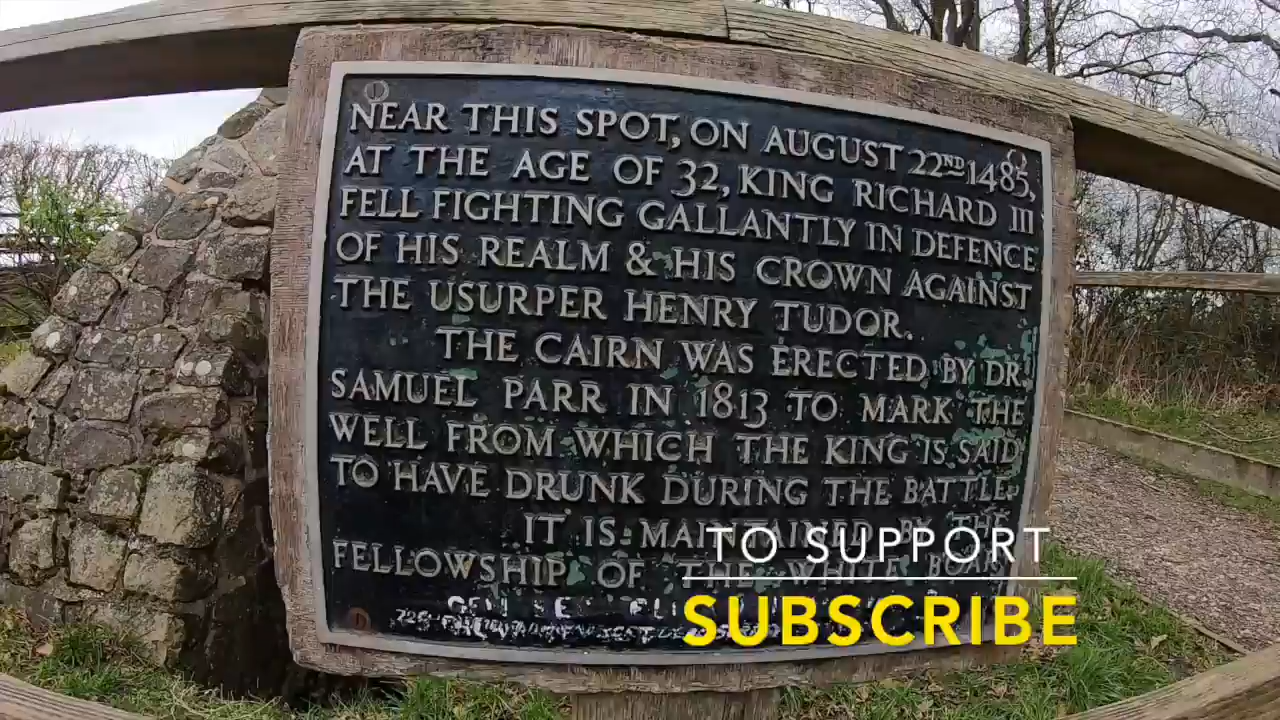 NEAR THIS SPOT, ON AUGUST 22ND 1485,
AT THE AGE OF 32, KING RICHARD III
FELL FIGHTING GALLANTLY IN DEFENCE
OF HIS REALM & HIS CROWN AGAINST
THE USURPER HENRY TUDOR.
THE CAIRN WAS ERECTED BY DR.
SAMUEL PARR IN 1813 TO MARK THE
WELL FROM WHICH THE KING IS SAID
TO HAVE DRUNK DURING THE BATTLE.
IT IS MAINTAINED BY THE
FELLOWSHIP OF THE WHITE BOAR
TO SUPPORT
SUBSCRIBE